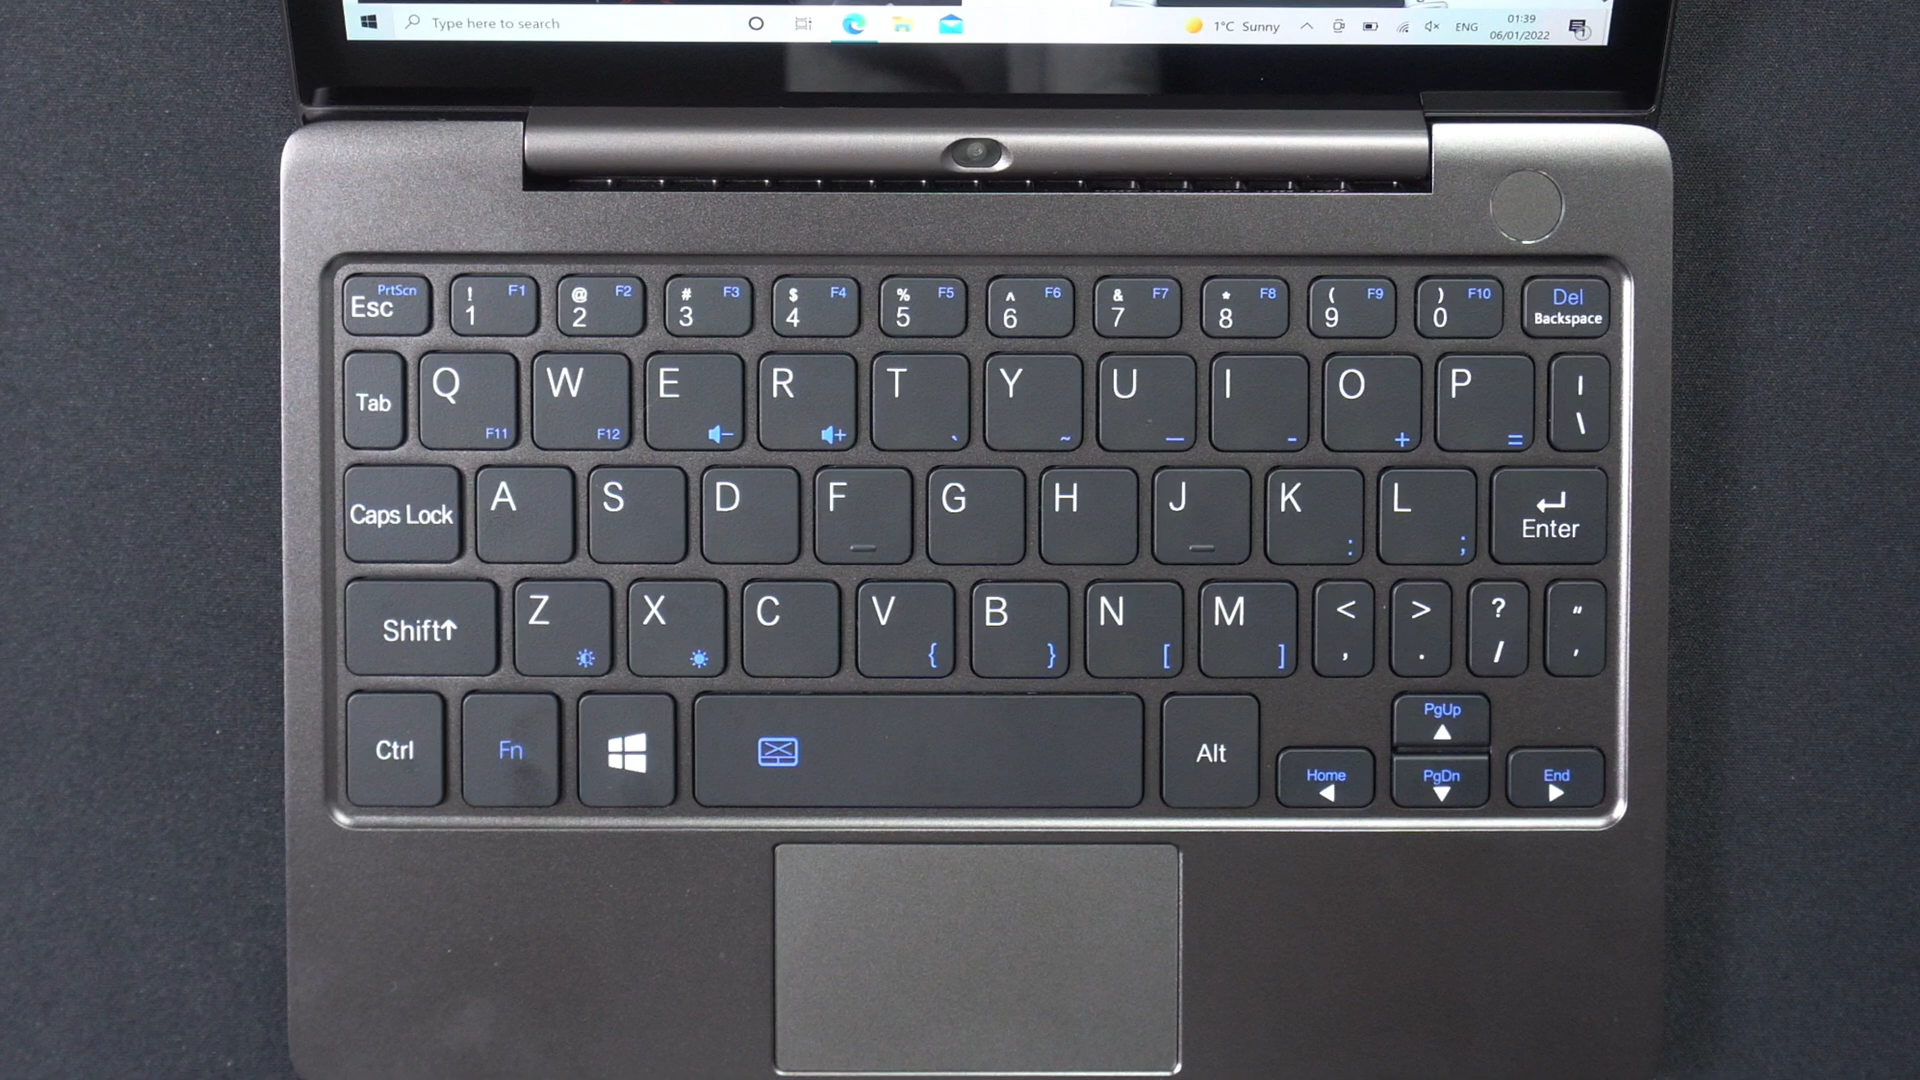 Type here to search 1°C Sunny ENG 01:39
06/01/2022 1
Esc PrtScn ! 1 F1 @ 2 F2 # 3 F3 $ 4 F4 % 5 F5 ^ 6 F6 & 7 F7 * 8 F8 ( 9 F9 ) 0 F10 Del Backspace
Tab Q F11 W F12 E - R + T ` Y ~ U _ I - O + P = | \
Caps Lock A S D F G H J K : L ; Enter
Shift Z X C V { B } N [ M ] < , > . ? / " '
Ctrl Fn Alt Home PgUp PgDn End